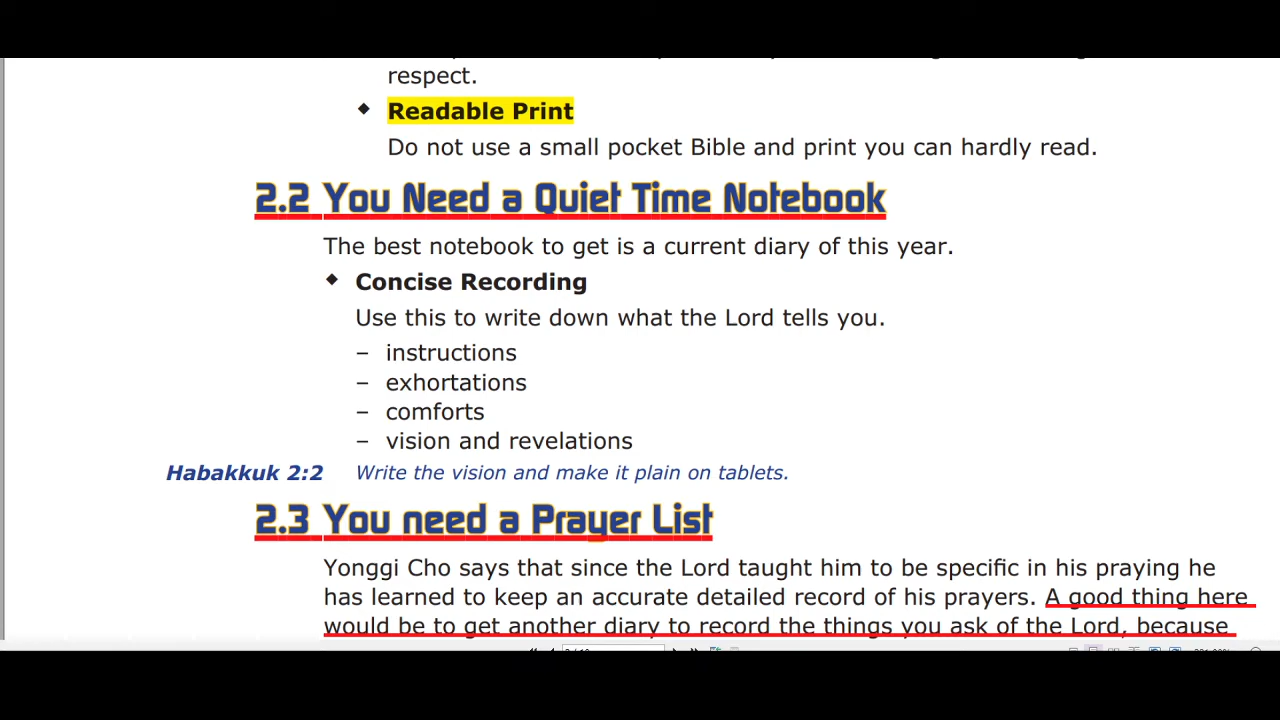 respect.
◆ Readable Print
Do not use a small pocket Bible and print you can hardly read.
2.2 You Need a Quiet Time Notebook
The best notebook to get is a current diary of this year.
◆ Concise Recording
Use this to write down what the Lord tells you.
– instructions
– exhortations
– comforts
– vision and revelations
Habakkuk 2:2 Write the vision and make it plain on tablets.
2.3 You need a Prayer List
Yonggi Cho says that since the Lord taught him to be specific in his praying he
has learned to keep an accurate detailed record of his prayers. A good thing here
would be to get another diary to record the things you ask of the Lord, because